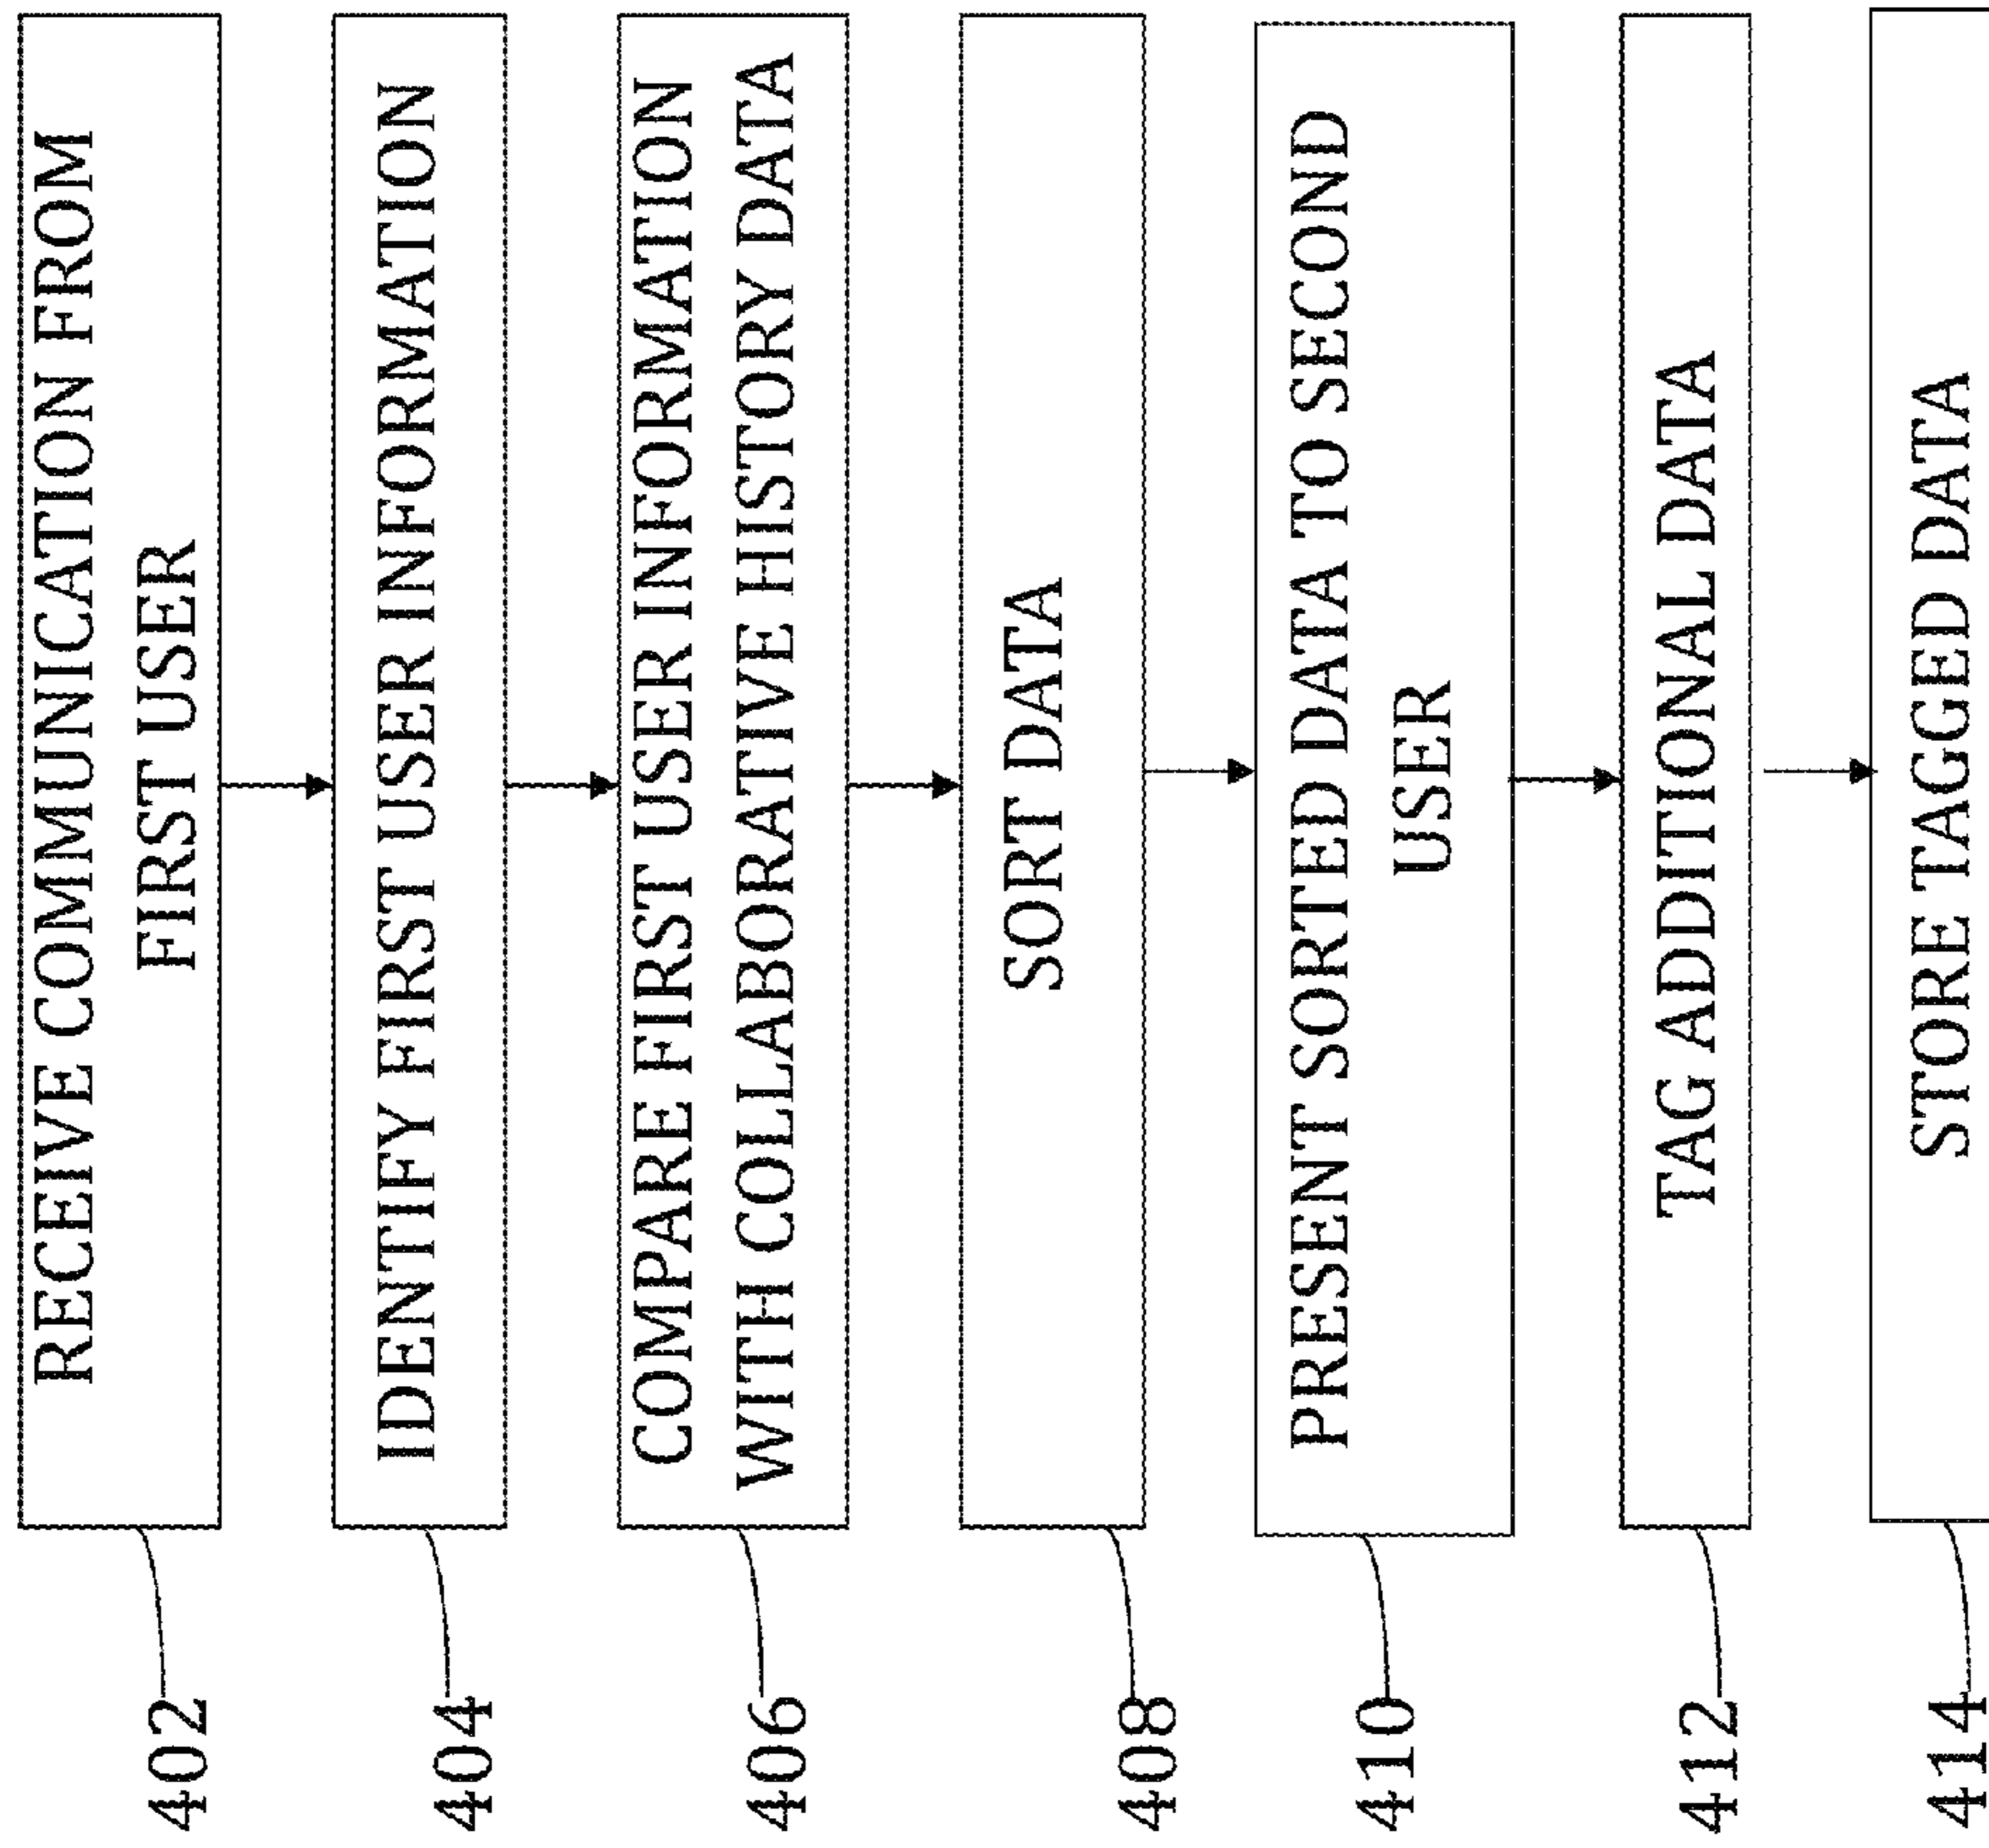 402
RECEIVE COMMUNICATION FROM
FIRST USER
404
IDENTIFY FIRST USER INFORMATION
406
COMPARE FIRST USER INFORMATION
WITH COLLABORATIVE HISTORY DATA
408
SORT DATA
410
PRESENT SORTED DATA TO SECOND
USER
412
TAG ADDITIONAL DATA
414
STORE TAGGED DATA